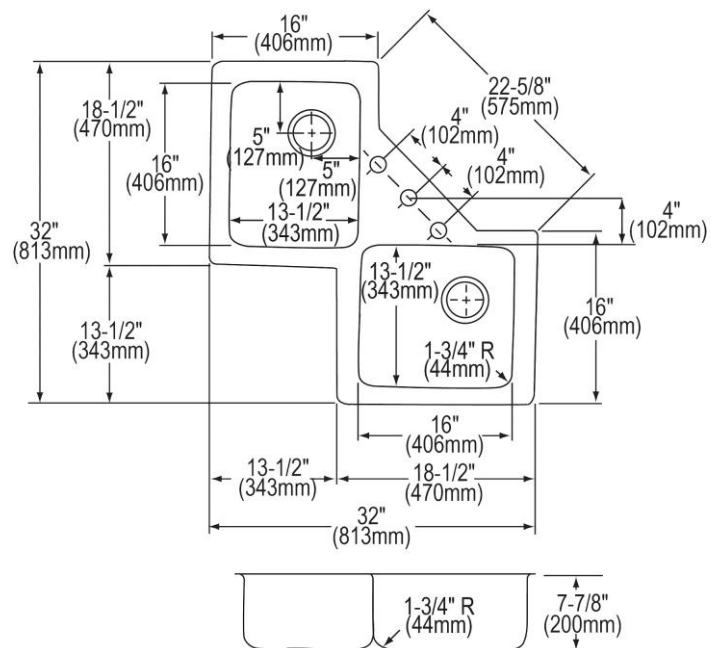 16"
(406mm)
22-5/8"
(575mm)
18-1/2"
(470mm)
4"
(102mm)
5"
(127mm)
4"
(102mm)
16"
(406mm)
5"
(127mm)
13-1/2"
(343mm)
4"
(102mm)
32"
(813mm)
13-1/2"
(343mm)
16"
(406mm)
13-1/2"
(343mm)
1-3/4" R
(44mm)
16"
(406mm)
13-1/2"
(343mm)
18-1/2"
(470mm)
32"
(813mm)
1-3/4" R
(44mm)
7-7/8"
(200mm)